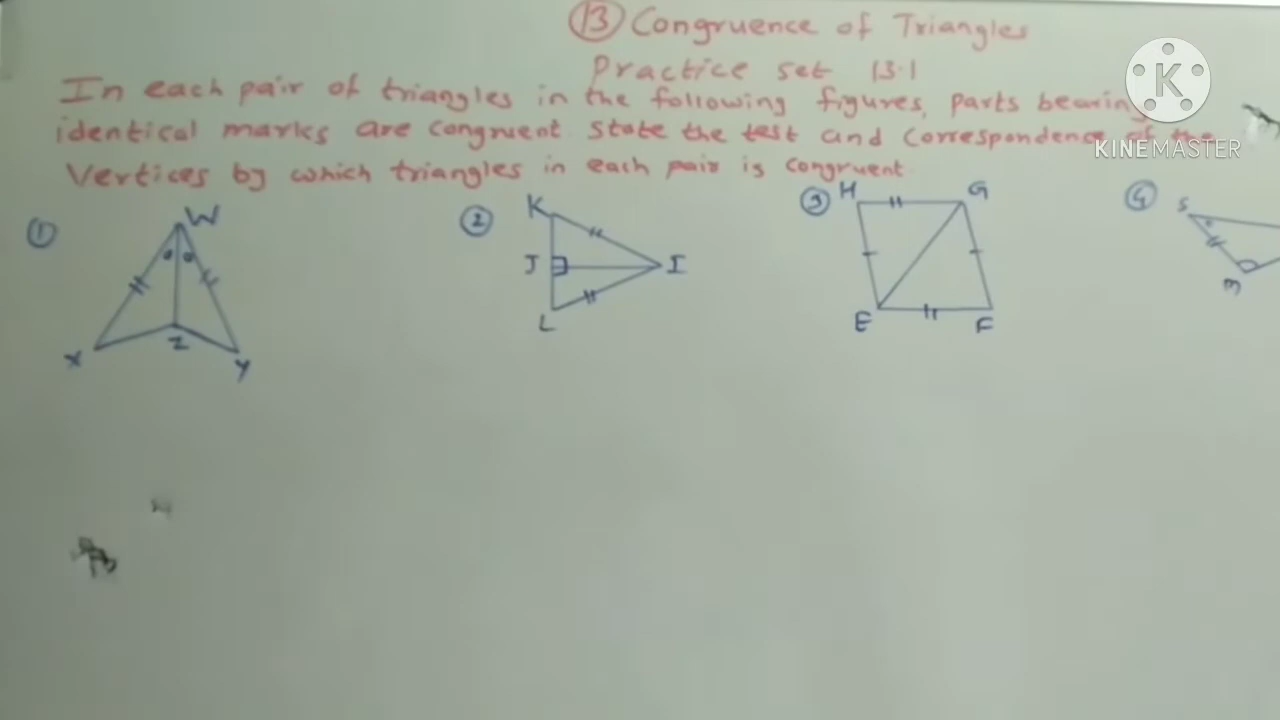 13 Congruence of Triangles
Practice set 13.1
In each pair of triangles in the following figures, parts bearing
identical marks are congruent. state the test and correspondence of the
Vertices by which triangles in each pair is congruent.
K
KINEMASTER
1 W X Z Y
2 K J L I
3 H G E F
4 S M